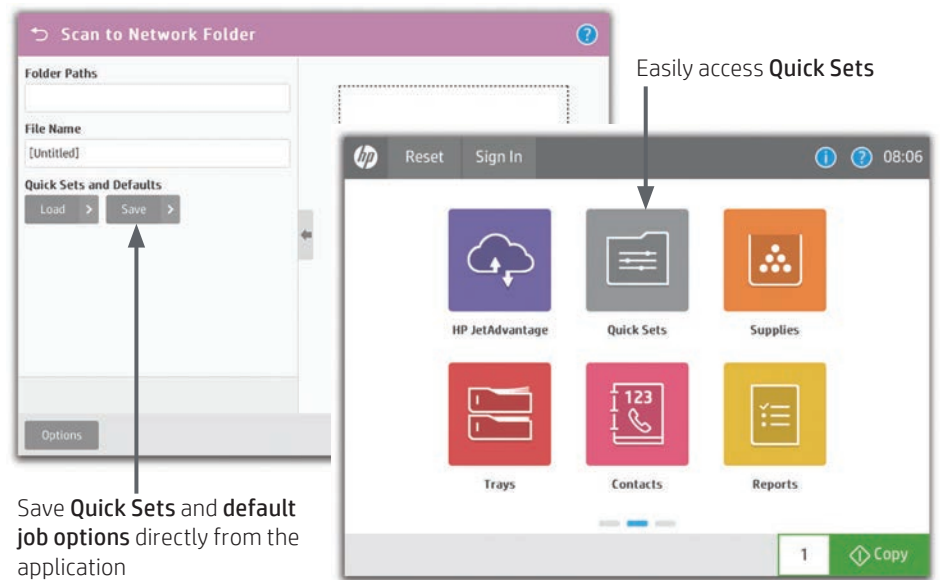 Scan to Network Folder
?
Folder Paths
File Name
[Untitled]
Quick Sets and Defaults
Load >
Save >
Options
Easily access Quick Sets
hp
Reset
Sign In
i
?
08:06
HP JetAdvantage
Quick Sets
Supplies
123
Trays
Contacts
Reports
1
Copy
Save Quick Sets and default
job options directly from the
application